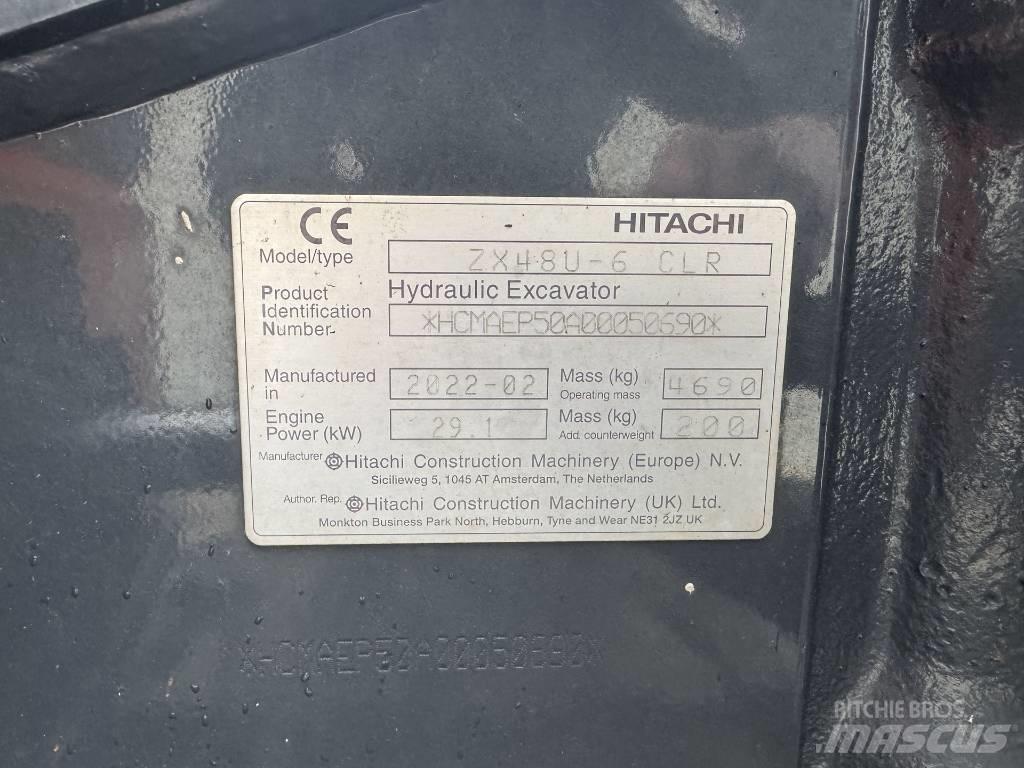 CE HITACHI
Model/type ZX48U-6 CLR
Product Hydraulic Excavator
Identification
Number *HCMAEP50A00050690*
Manufactured in 2022-02 Mass (kg) Operating mass 4690
Engine Power (kW) 29.1 Mass (kg) Add. counterweight 200
Manufacturer Hitachi Construction Machinery (Europe) N.V.
Sicilieweg 5, 1045 AT Amsterdam, The Netherlands
Author. Rep. Hitachi Construction Machinery (UK) Ltd.
Monkton Business Park North, Hebburn, Tyne and Wear NE31 2JZ UK
*HCMAEP50A00050690*
RITCHIE BROS.
MASCUS